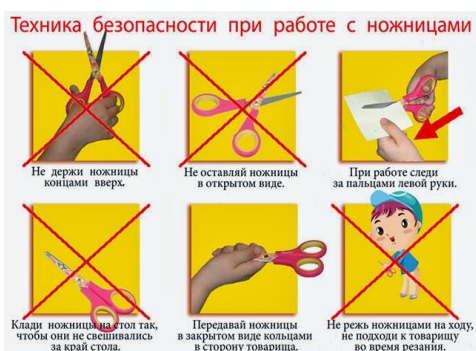 Техника безопасности при работе с ножницами
Не держи ножницы
концами вверх.
Не оставляй ножницы
в открытом виде.
При работе следи
за пальцами левой руки.
Клади ножницы на стол так,
чтобы они не свешивались
за край стола.
Передавай ножницы
в закрытом виде кольцами
в сторону товарища.
Не режь ножницами на ходу,
не подходи к товарищу
во время резания.